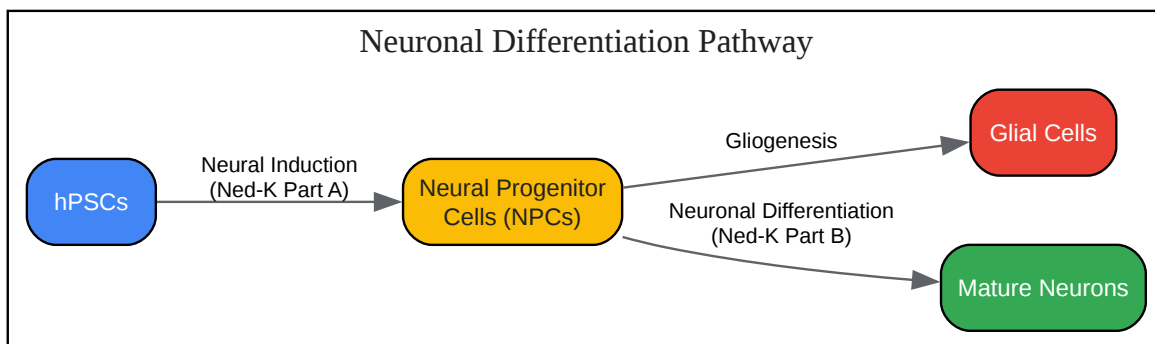 Neuronal Differentiation Pathway
hPSCs
Neural Induction
(Ned-K Part A)
Neural Progenitor
Cells (NPCs)
Gliogenesis
Glial Cells
Neuronal Differentiation
(Ned-K Part B)
Mature Neurons